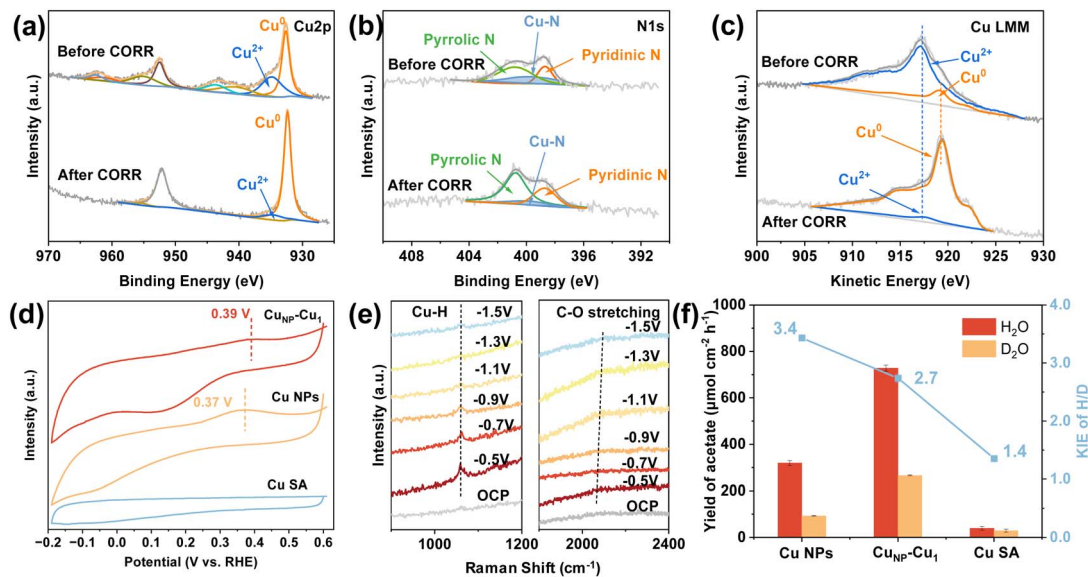 (a)
Cu2p
Cu0
Before CORR
Cu2+
Cu0
After CORR
Cu2+
Intensity (a.u.)
970 960 950 940 930
Binding Energy (eV)
(b)
N1s
Cu-N
Pyrrolic N
Before CORR
Pyridinic N
Cu-N
Pyrrolic N
After CORR
Pyridinic N
Intensity (a.u.)
408 404 400 396 392
Binding Energy (eV)
(c)
Cu LMM
Before CORR
Cu2+
Cu0
Cu0
Cu2+
After CORR
Intensity (a.u.)
900 905 910 915 920 925 930
Kinetic Energy (eV)
(d)
CuNP-Cu1
0.39 V
Cu NPs
0.37 V
Cu SA
Intensity (a.u.)
-0.2 -0.1 0.0 0.1 0.2 0.3 0.4 0.5 0.6
Potential (V vs. RHE)
(e)
Cu-H
-1.5V
-1.3V
-1.1V
-0.9V
-0.7V
-0.5V
OCP
C-O stretching
-1.5V
-1.3V
-1.1V
-0.9V
-0.7V
-0.5V
OCP
Intensity (a.u.)
1000 1200 2000 2400
Raman Shift (cm-1)
(f)
H2O
D2O
3.4
2.7
1.4
Yield of acetate (μmol cm-2 h-1)
1000
900
800
700
600
500
400
300
200
100
0
Cu NPs CuNP-Cu1 Cu SA
4.0
3.0
2.0
1.0
0.0
KIE of H/D